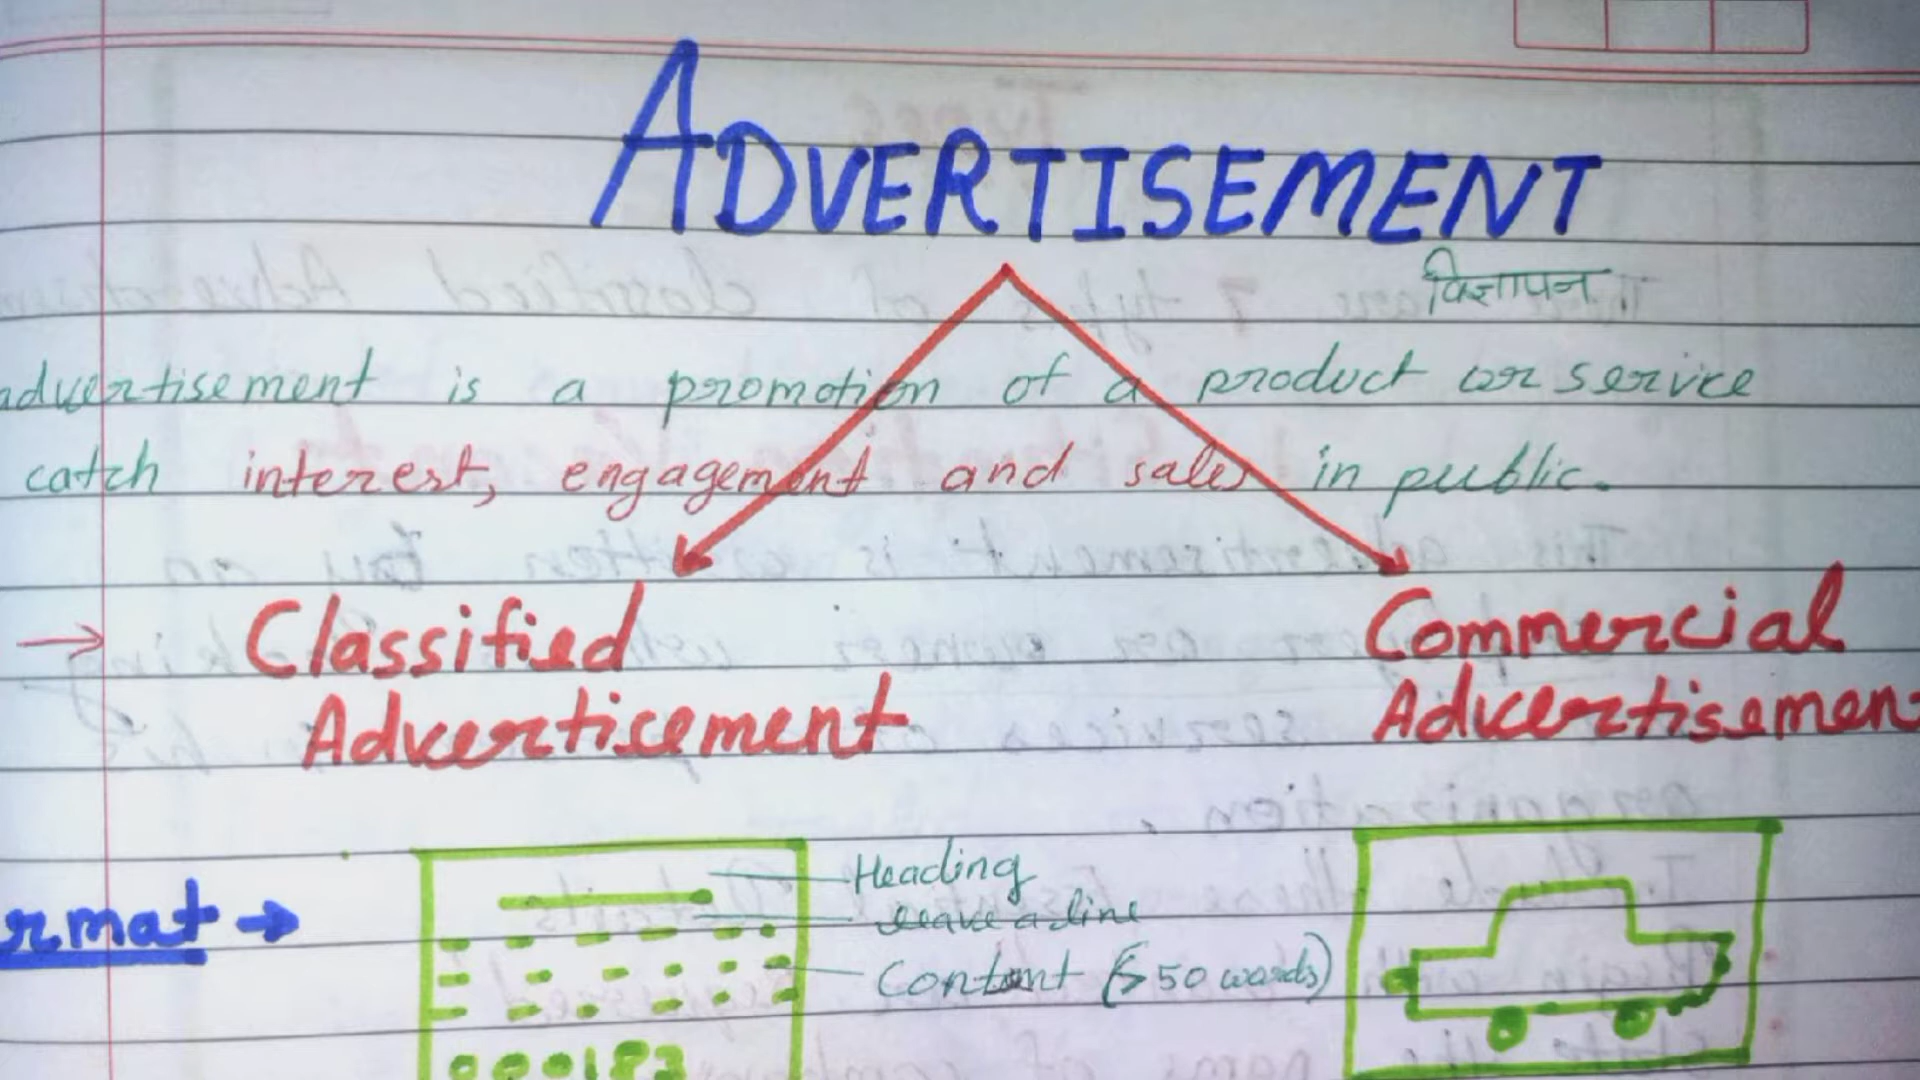 ADVERTISEMENT
विज्ञापन
advertisement is a promotion of a product or service
catch interest, engagement and sales in public.
→ Classified Commercial
Advertisement Advertisemen
rmat →
Heading
leave a line
Content (50 words)